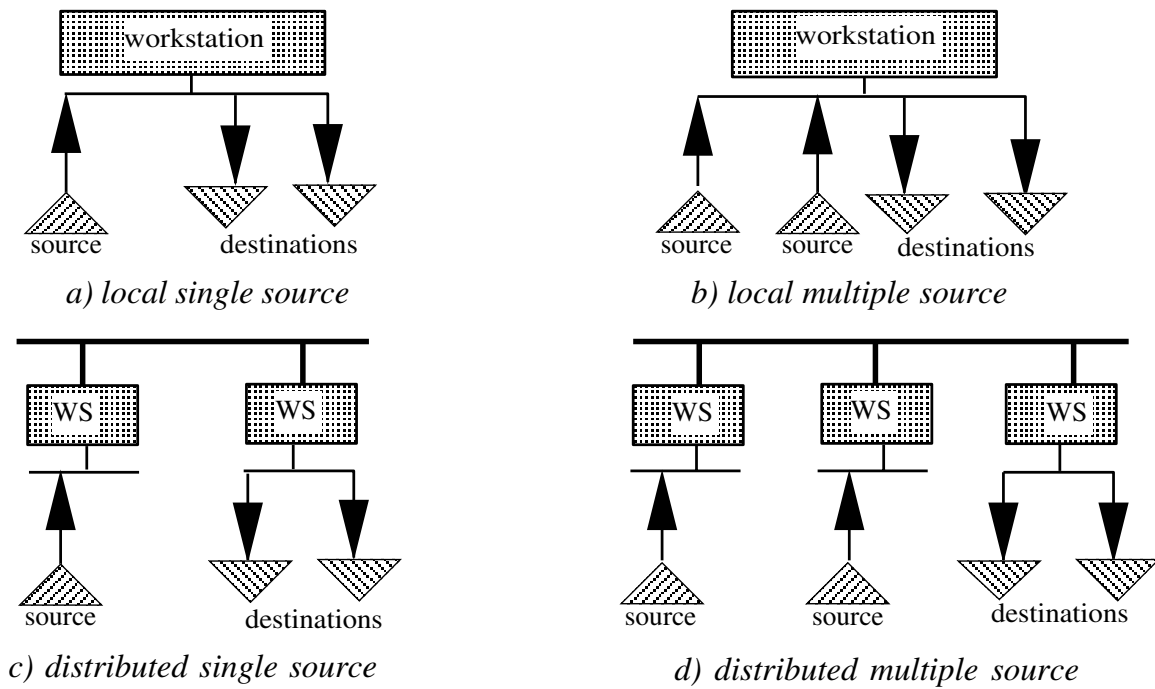 workstation
workstation
source
destinations
source
source
destinations
a) local single source
b) local multiple source
WS
WS
WS
WS
WS
source
destinations
source
source
destinations
c) distributed single source
d) distributed multiple source